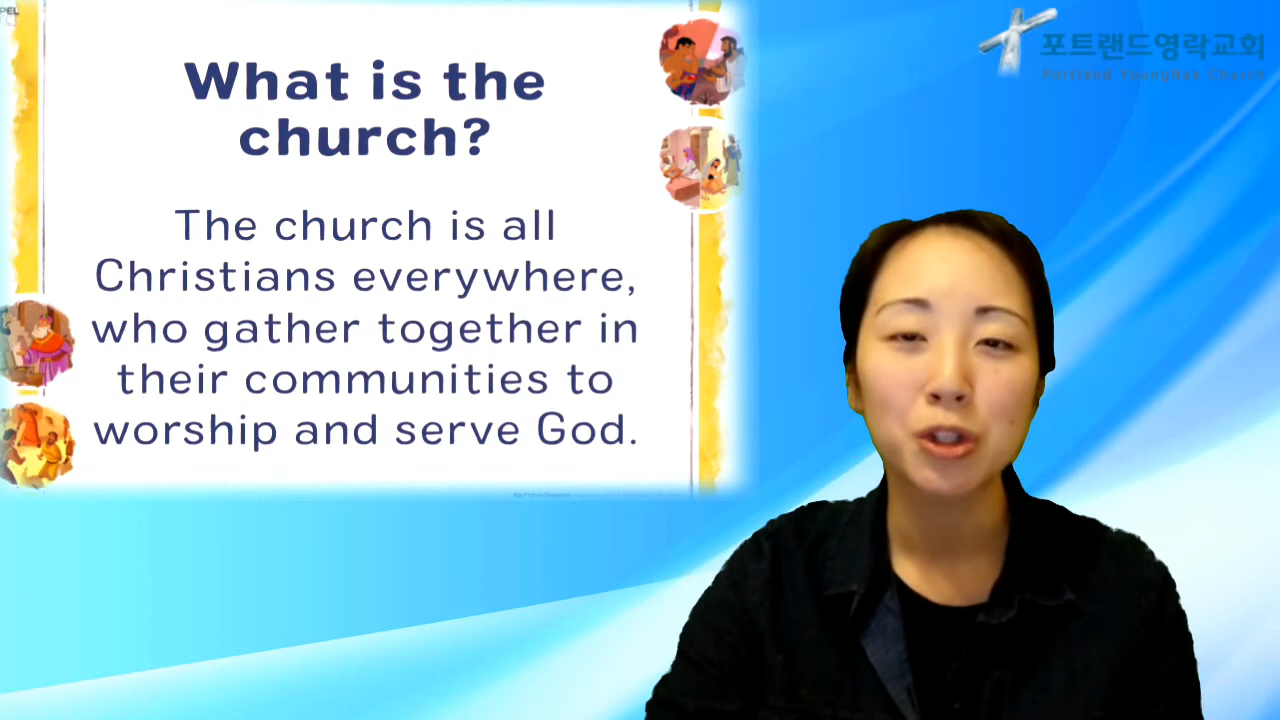 What is the
church?
The church is all
Christians everywhere,
who gather together in
their communities to
worship and serve God.
포트랜드영락교회
Portland YoungNak Church